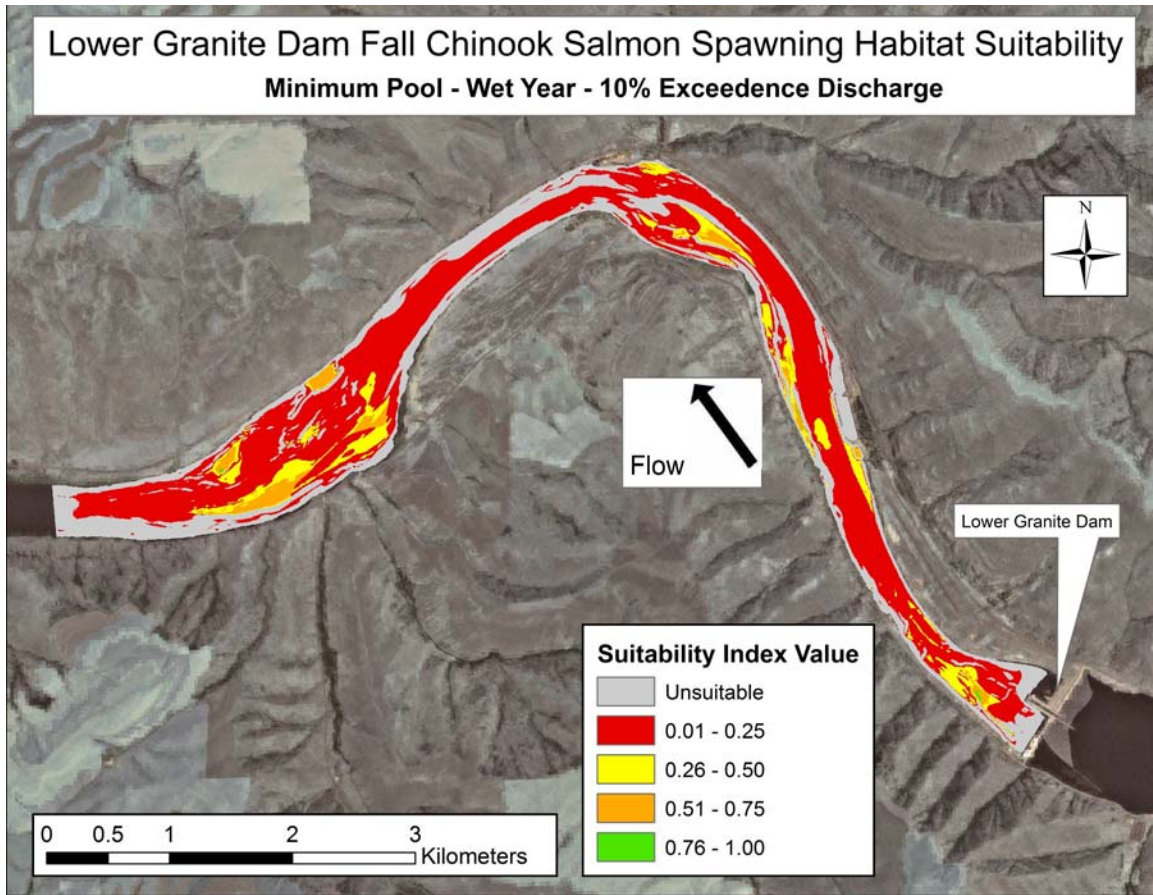 Lower Granite Dam Fall Chinook Salmon Spawning Habitat Suitability
Minimum Pool - Wet Year - 10% Exceedence Discharge
N
Flow
Lower Granite Dam
Suitability Index Value
Unsuitable
0.01 - 0.25
0.26 - 0.50
0.51 - 0.75
0.76 - 1.00
0 0.5 1 2 3
Kilometers